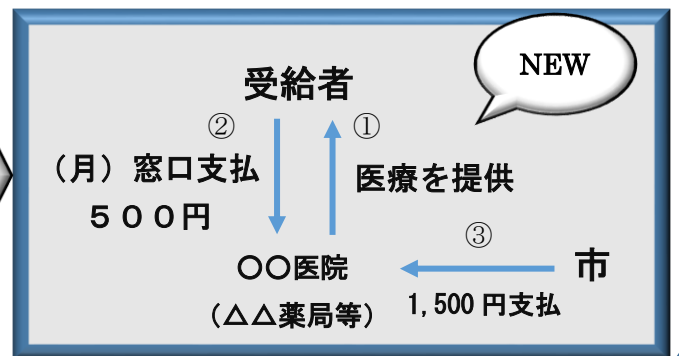 NEW
受給者
②
①
（月）窓口支払
５００円
医療を提供
③
〇〇医院
市
（△△薬局等）
1,500円支払